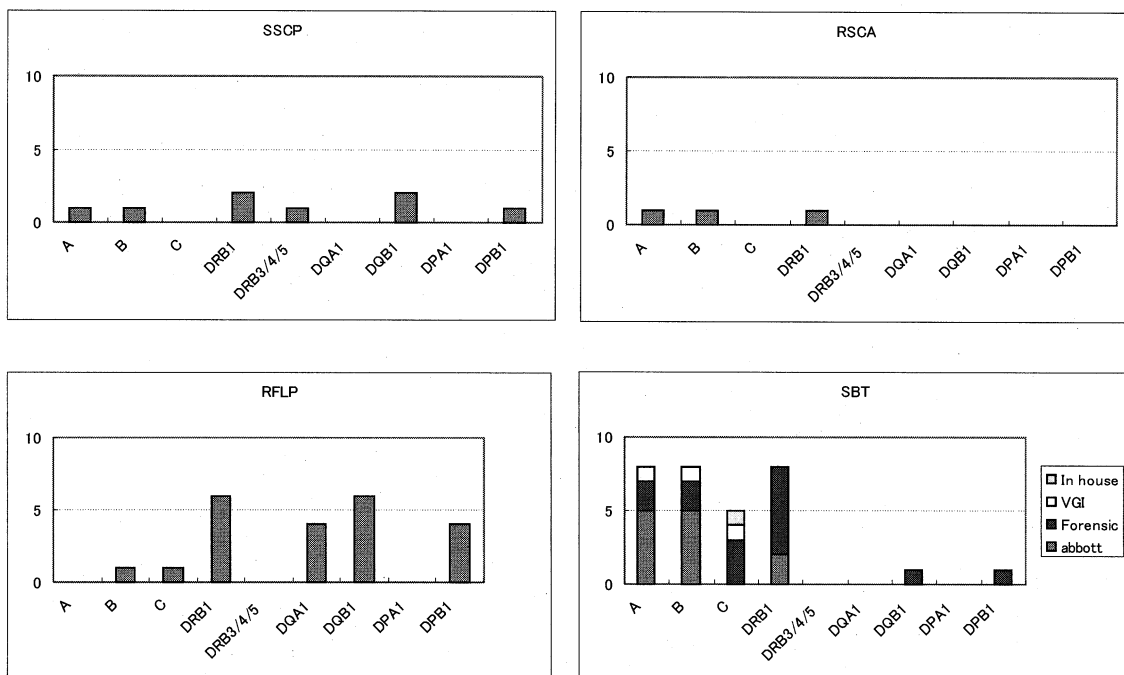 SSCP
10
5
0
A
B
C
DRB1
DRB3/4/5
DQA1
DQB1
DPA1
DPB1
RSCA
10
5
0
A
B
C
DRB1
DRB3/4/5
DQA1
DQB1
DPA1
DPB1
RFLP
10
5
0
A
B
C
DRB1
DRB3/4/5
DQA1
DQB1
DPA1
DPB1
SBT
10
5
0
A
B
C
DRB1
DRB3/4/5
DQA1
DQB1
DPA1
DPB1
In house
VGI
Forensic
abbott